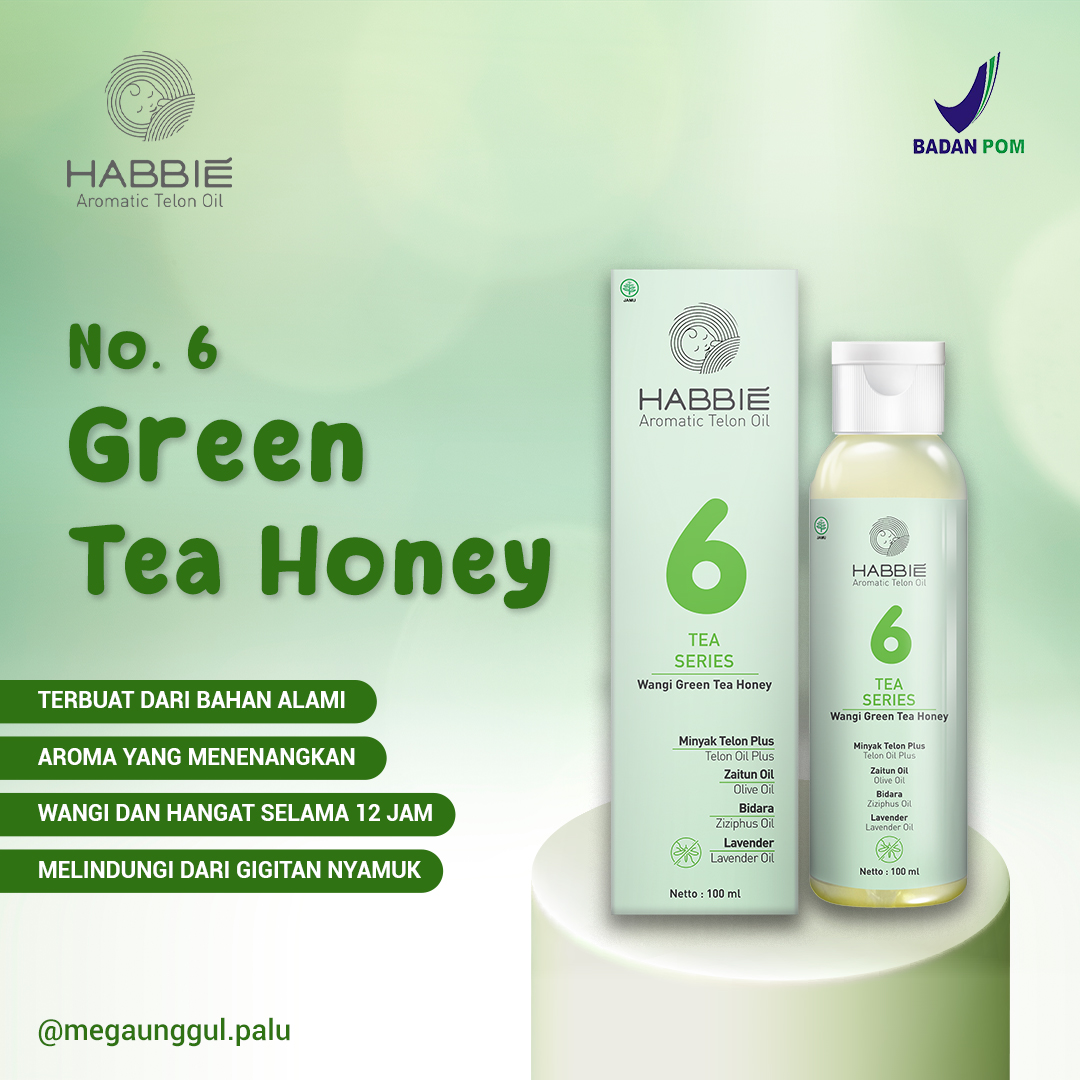 HABBIÉ
Aromatic Telon Oil
BADAN POM
No. 6
Green
Tea Honey
TERBUAT DARI BAHAN ALAMI
AROMA YANG MENENANGKAN
WANGI DAN HANGAT SELAMA 12 JAM
MELINDUNGI DARI GIGITAN NYAMUK
@megaunggul.palu
JAMU
HABBIÉ
Aromatic Telon Oil
6
TEA
SERIES
Wangi Green Tea Honey
Minyak Telon Plus
Telon Oil Plus
Zaitun Oil
Olive Oil
Bidara
Ziziphus Oil
Lavender
Lavender Oil
Netto : 100 ml
JAMU
HABBIÉ
Aromatic Telon Oil
6
TEA
SERIES
Wangi Green Tea Honey
Minyak Telon Plus
Telon Oil Plus
Zaitun Oil
Olive Oil
Bidara
Ziziphus Oil
Lavender
Lavender Oil
Netto : 100 ml